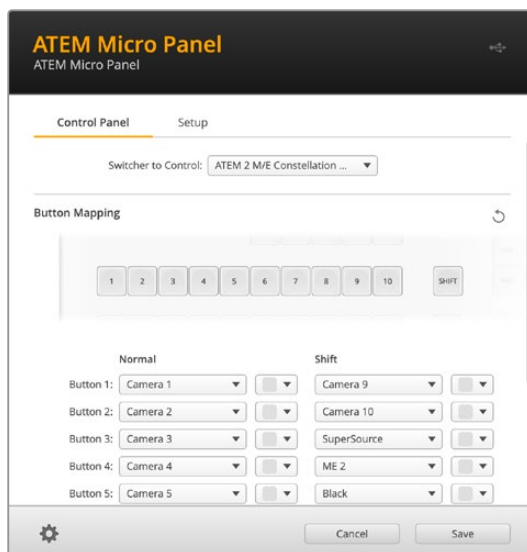 ATEM Micro Panel
ATEM Micro Panel
Control Panel Setup
Switcher to Control: ATEM 2 M/E Constellation ...
Button Mapping
1 2 3 4 5 6 7 8 9 10 SHIFT
Normal Shift
Button 1: Camera 1 Camera 9
Button 2: Camera 2 Camera 10
Button 3: Camera 3 SuperSource
Button 4: Camera 4 ME 2
Button 5: Camera 5 Black
Cancel Save